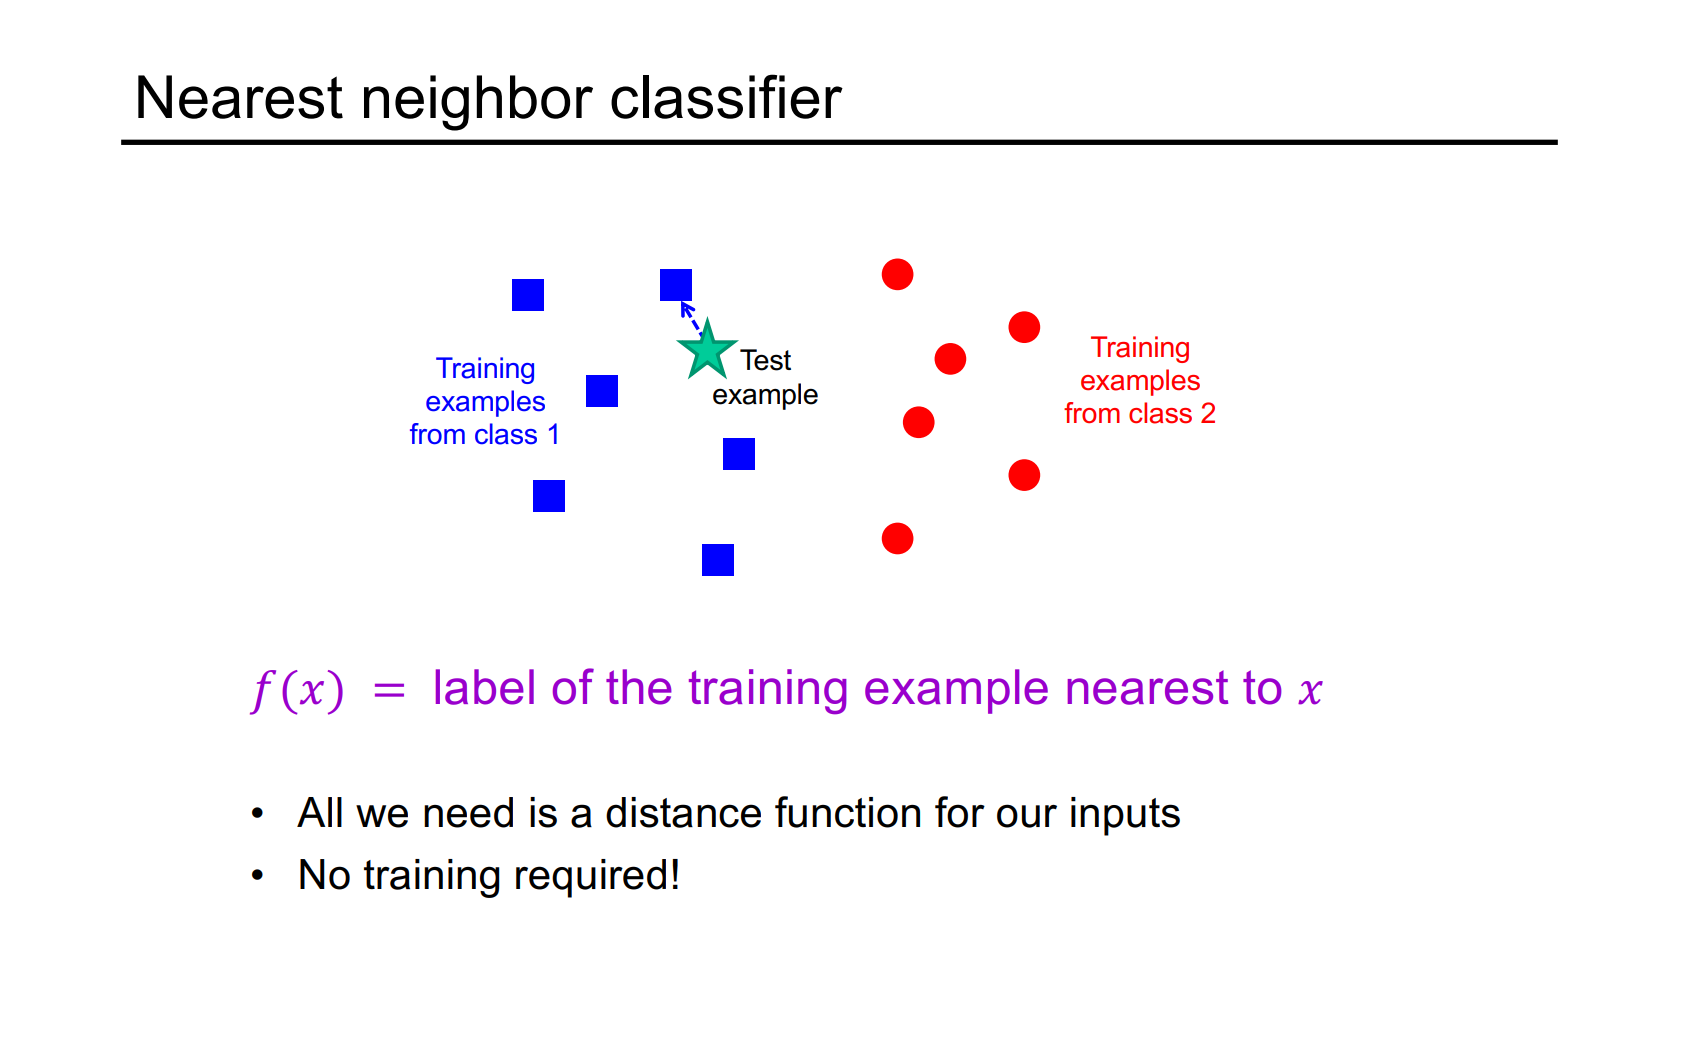 Nearest neighbor classifier
Training
examples
from class 1
Test
example
Training
examples
from class 2
𝑓(𝑥) = label of the training example nearest to 𝑥
• All we need is a distance function for our inputs
• No training required!